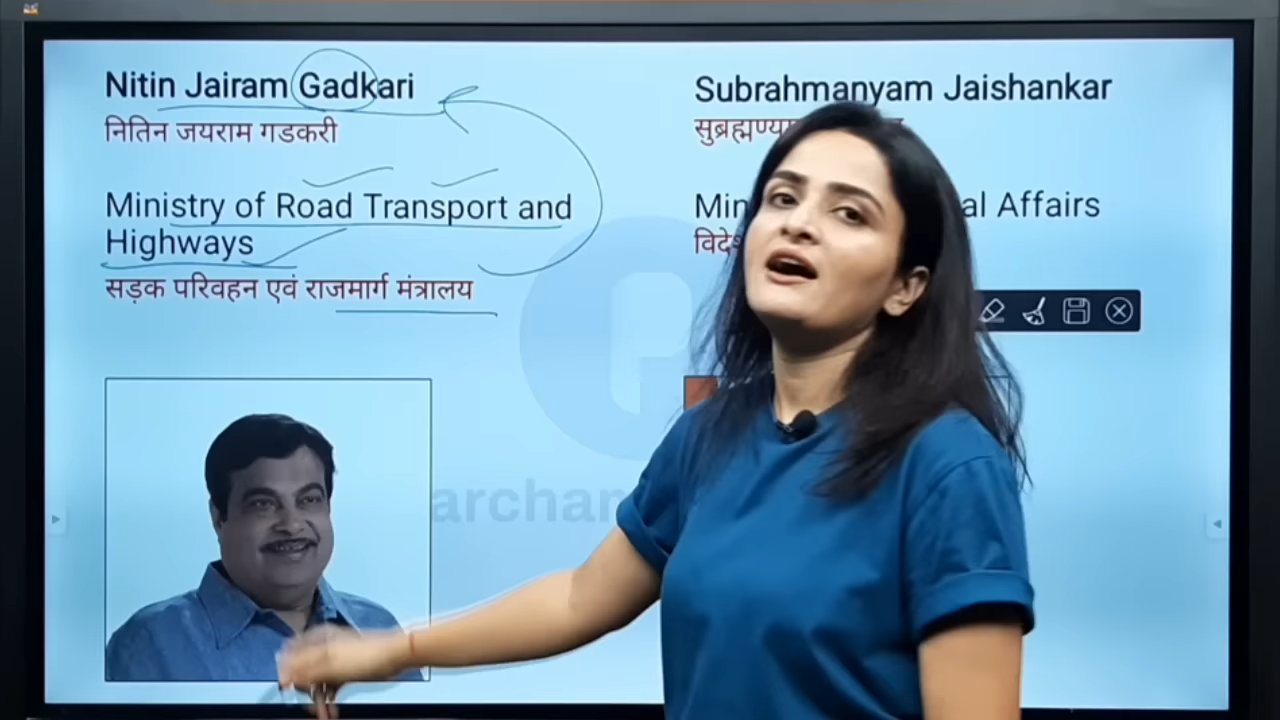 Nitin Jairam Gadkari
नितिन जयराम गडकरी
Ministry of Road Transport and
Highways
सड़क परिवहन एवं राजमार्ग मंत्रालय
Subrahmanyam Jaishankar
al Affairs
archan